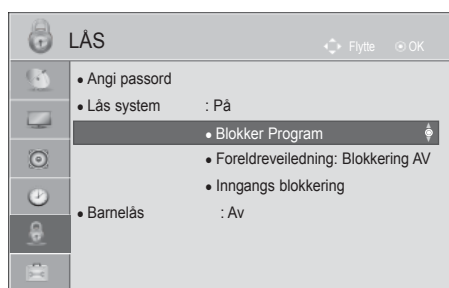 LÅS
Flytte OK
• Angi passord
• Lås system : På
• Blokker Program
• Foreldreveiledning: Blokkering AV
• Inngangs blokkering
• Barnelås : Av